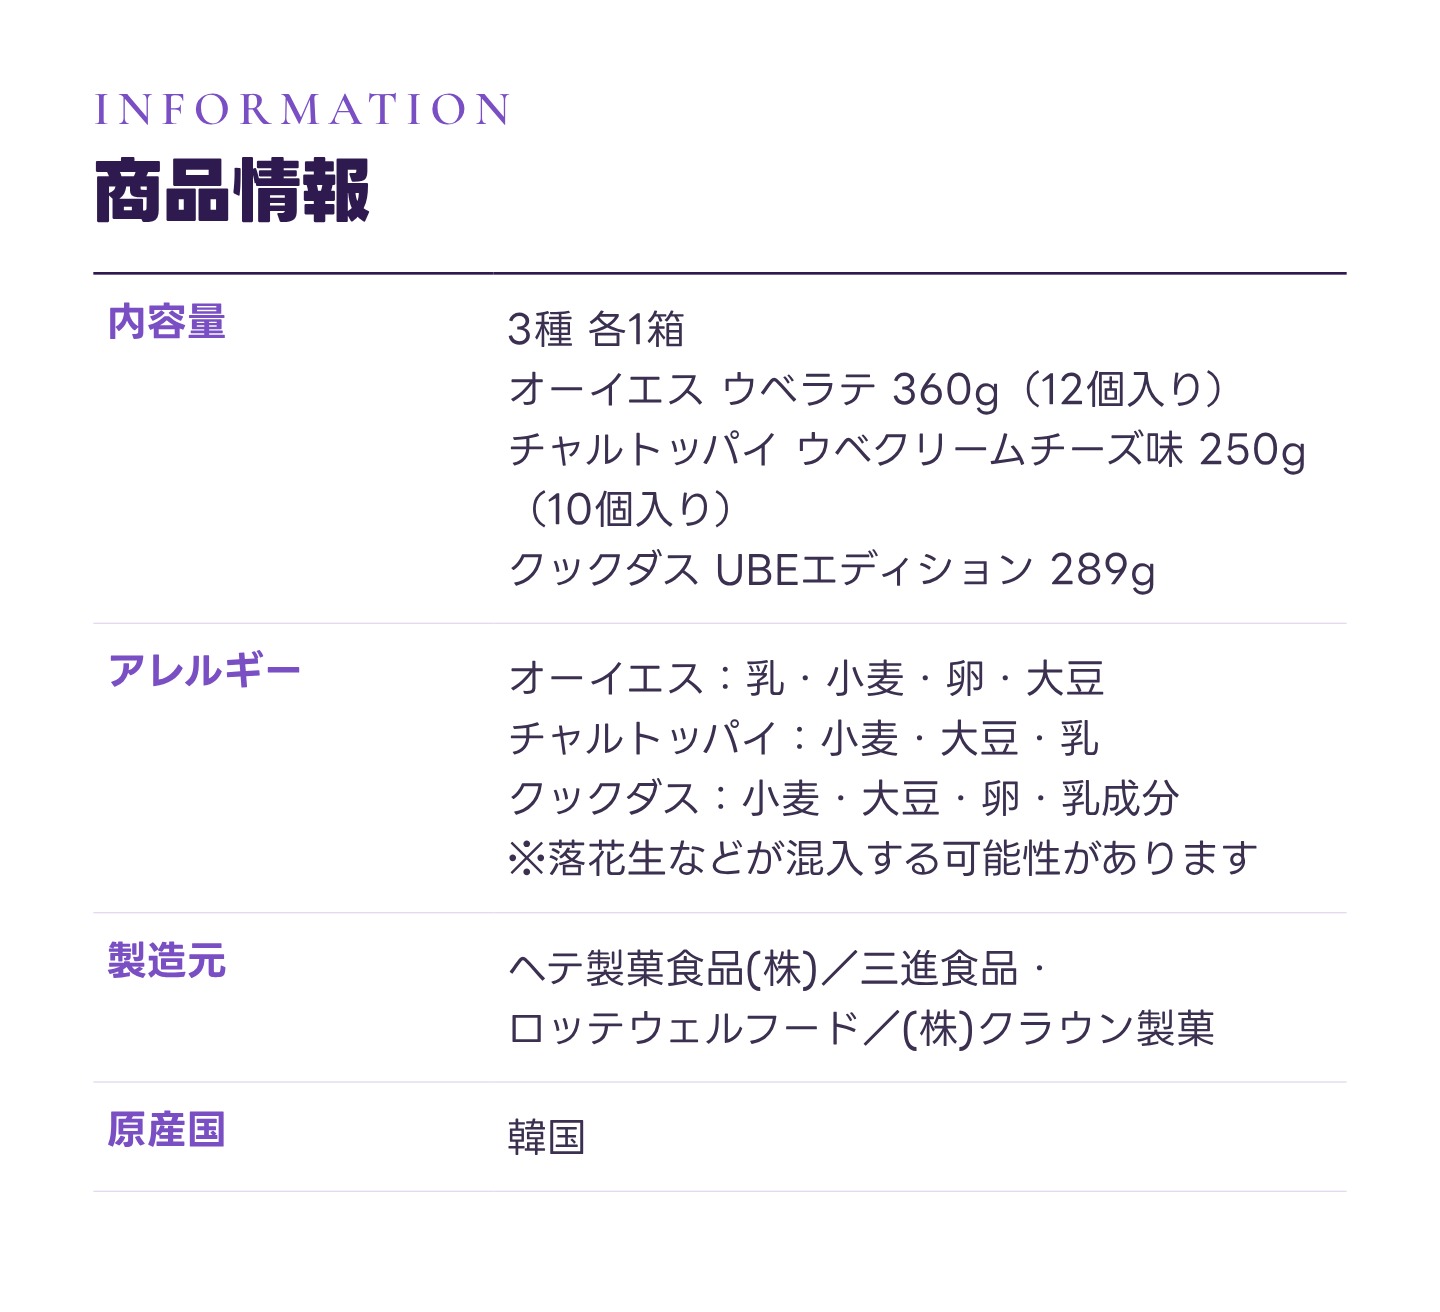 INFORMATION
商品情報
内容量
3種 各1箱
オーイエス ウベラテ 360g（12個入り）
チャルトッパイ ウベクリームチーズ味 250g
（10個入り）
クックダス UBEエディション 289g
アレルギー
オーイエス：乳・小麦・卵・大豆
チャルトッパイ：小麦・大豆・乳
クックダス：小麦・大豆・卵・乳成分
※落花生などが混入する可能性があります
製造元
ヘテ製菓食品(株)／三進食品・
ロッテウェルフード／(株)クラウン製菓
原産国
韓国